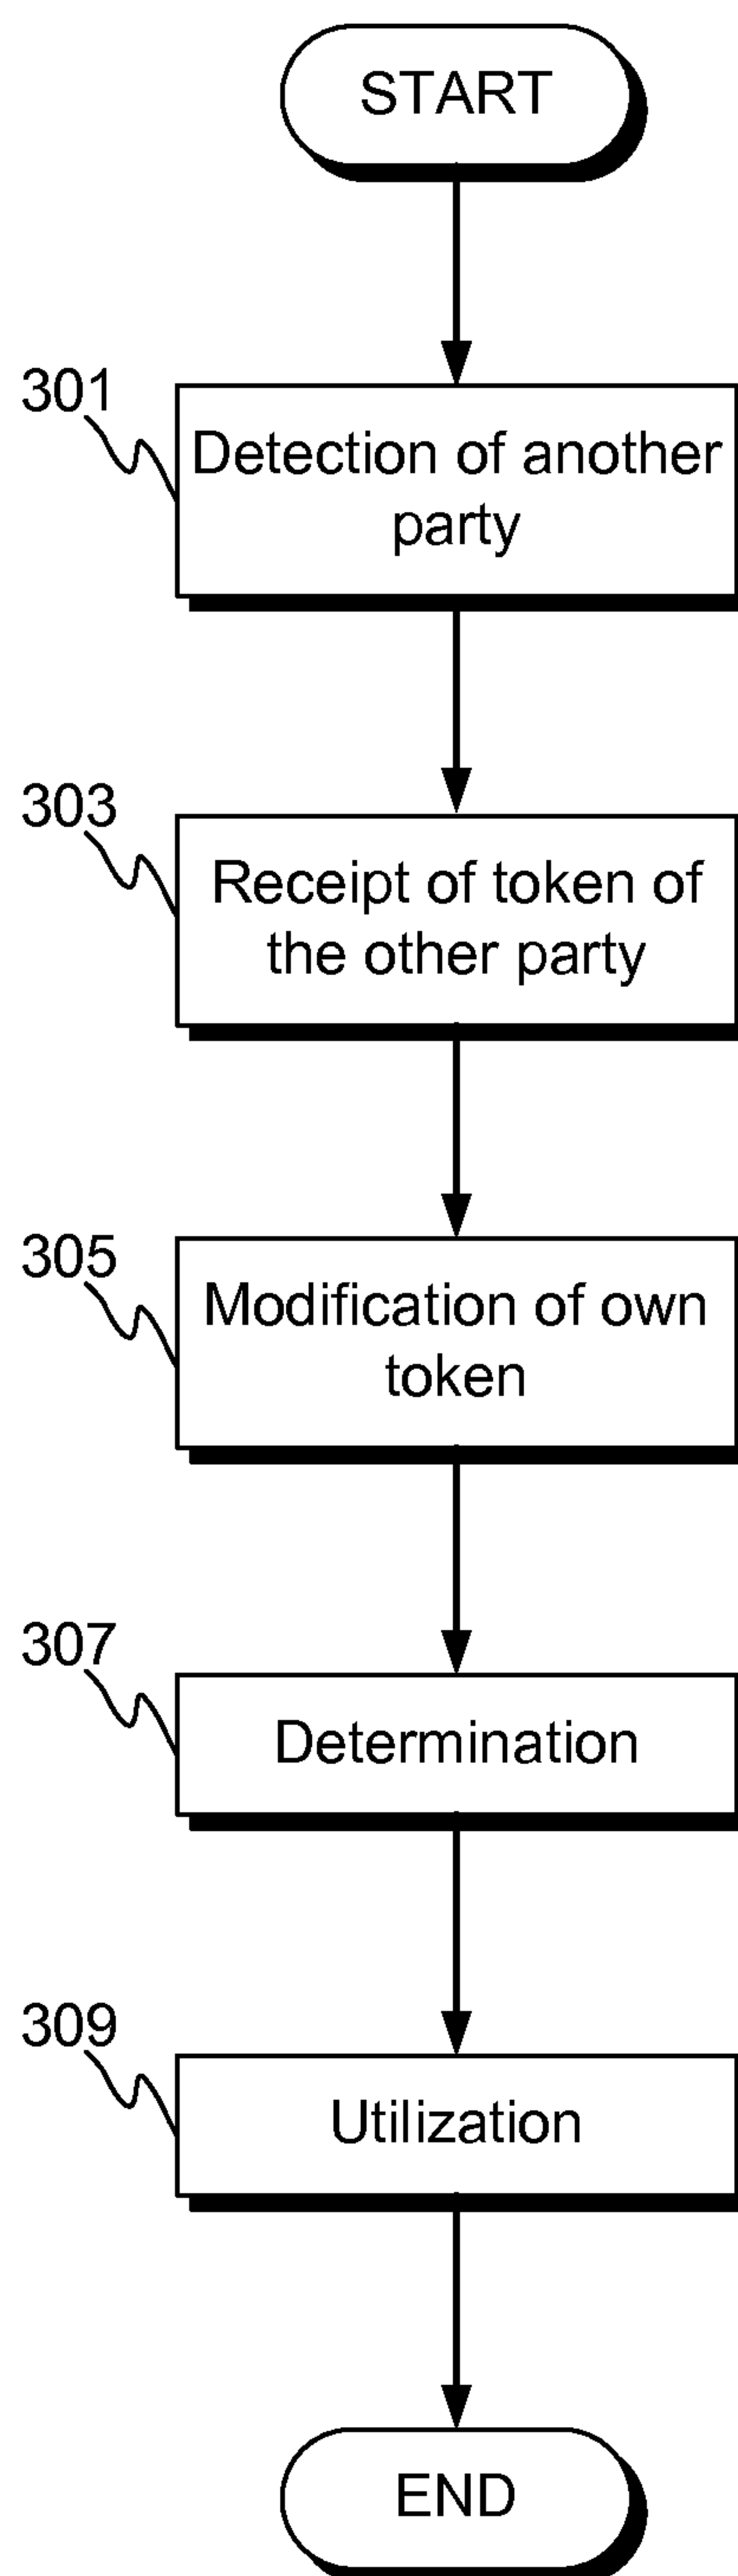 START
301
Detection of another
party
303
Receipt of token of
the other party
305
Modification of own
token
307
Determination
309
Utilization
END